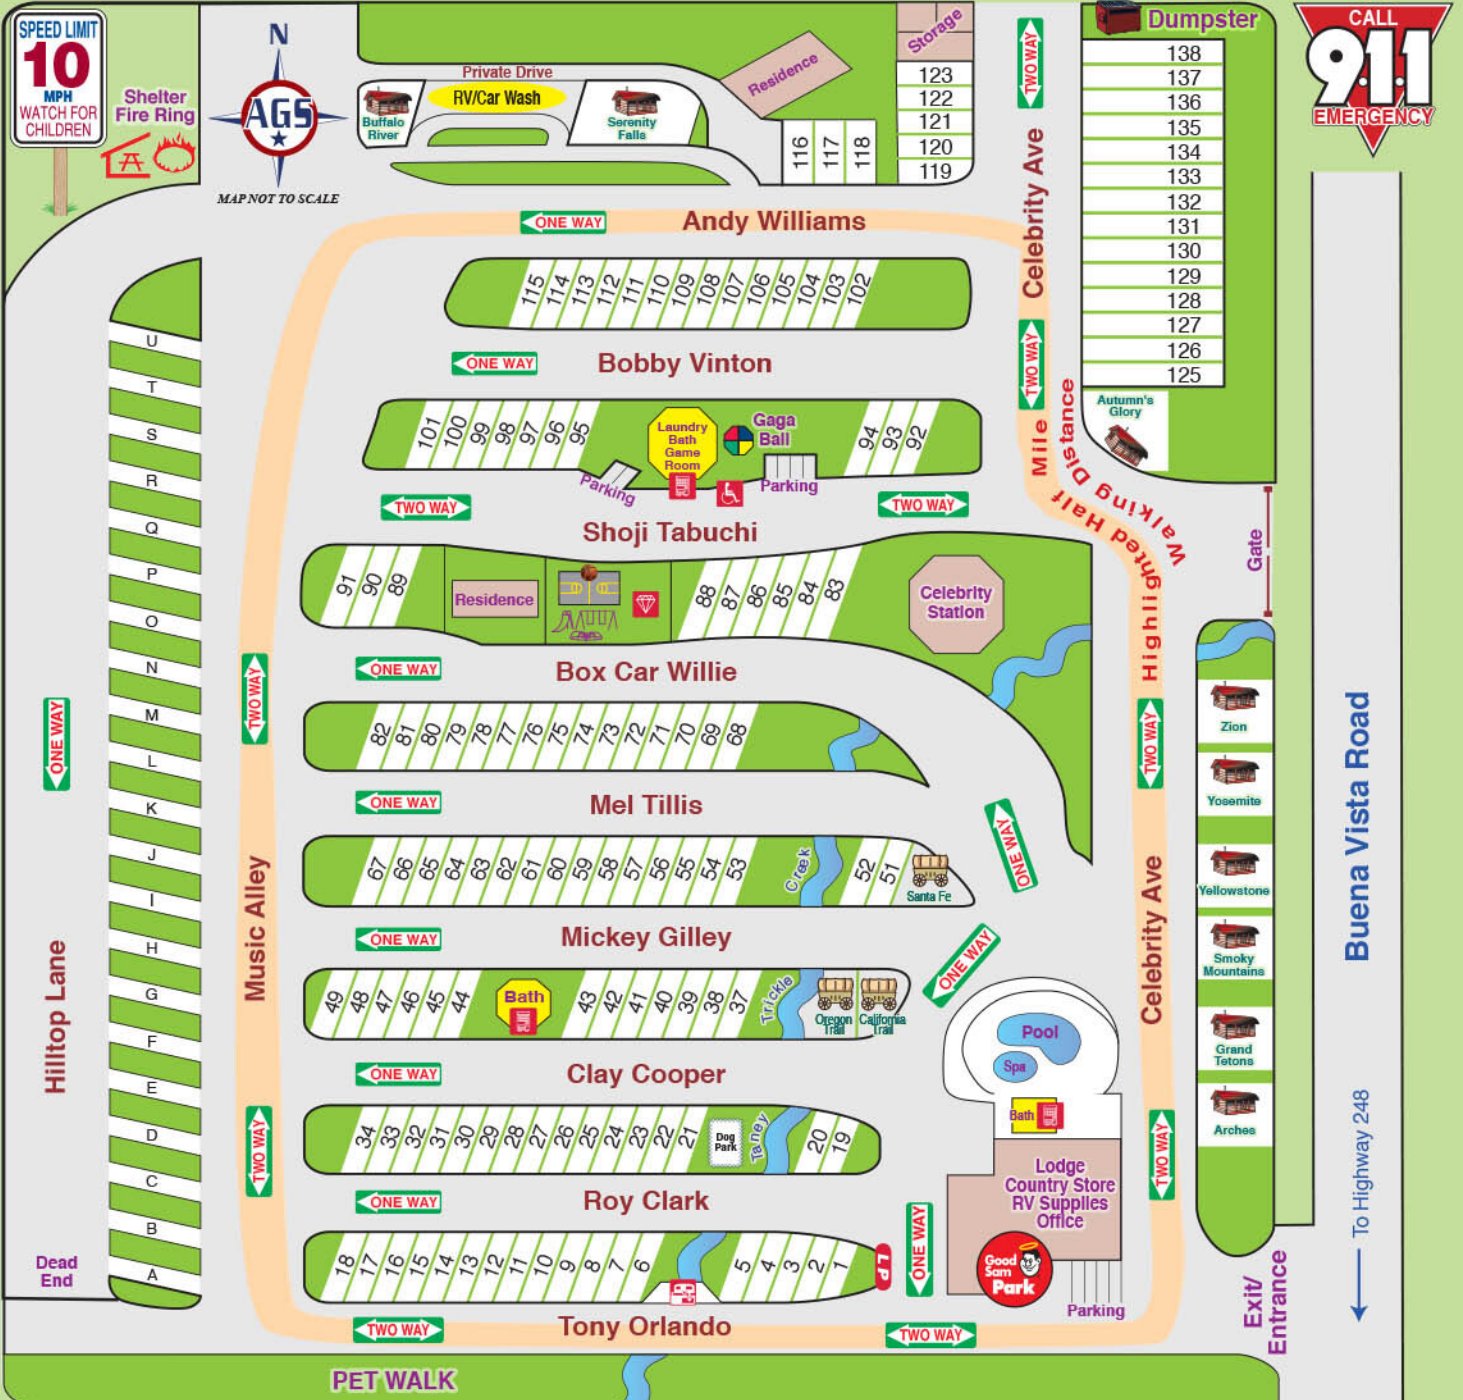 SPEED LIMIT
10
MPH
WATCH FOR
CHILDREN
Shelter
Fire Ring
N
AGS
MAP NOT TO SCALE
Private Drive
RV/Car Wash
Buffalo
River
Serenity
Falls
Residence
Storage
123
122
121
120
119
116
117
118
TWO WAY
Celebrity Ave
Dumpster
138
137
136
135
134
133
132
131
130
129
128
127
126
125
Autumn's
Glory
CALL
911
EMERGENCY
ONE WAY
Andy Williams
115
114
113
112
111
110
109
108
107
106
105
104
103
102
ONE WAY
Bobby Vinton
TWO WAY
101
100
99
98
97
96
95
Laundry
Bath
Game
Room
Gaga
Ball
94
93
92
Parking
Parking
TWO WAY
TWO WAY
Shoji Tabuchi
Highlighted Half Mile
Walking Distance
Gate
91
90
89
Residence
88
87
86
85
84
83
Celebrity
Station
ONE WAY
Box Car Willie
82
81
80
79
78
77
76
75
74
73
72
71
70
69
68
ONE WAY
Mel Tillis
67
66
65
64
63
62
61
60
59
58
57
56
55
54
53
Creek
52
51
Santa Fe
ONE WAY
ONE WAY
Mickey Gilley
ONE WAY
49
48
47
46
45
44
Bath
43
42
41
40
39
38
37
Trickle
Oregon
Trail
California
Trail
ONE WAY
Clay Cooper
34
33
32
31
30
29
28
27
26
25
24
23
22
21
Dog
Park
Taney
20
19
ONE WAY
Roy Clark
18
17
16
15
14
13
12
11
10
9
8
7
6
5
4
3
2
1
LP
ONE WAY
TWO WAY
Tony Orlando
TWO WAY
PET WALK
U
T
S
R
Q
P
O
N
M
L
K
J
I
H
G
F
E
D
C
B
A
ONE WAY
Hilltop Lane
Dead
End
TWO WAY
Music Alley
TWO WAY
Pool
Spa
Bath
Lodge
Country Store
RV Supplies
Office
Good
Sam
Park
Parking
TWO WAY
Celebrity Ave
TWO WAY
Zion
Yosemite
Yellowstone
Smoky
Mountains
Grand
Tetons
Arches
Exit/
Entrance
Buena Vista Road
To Highway 248